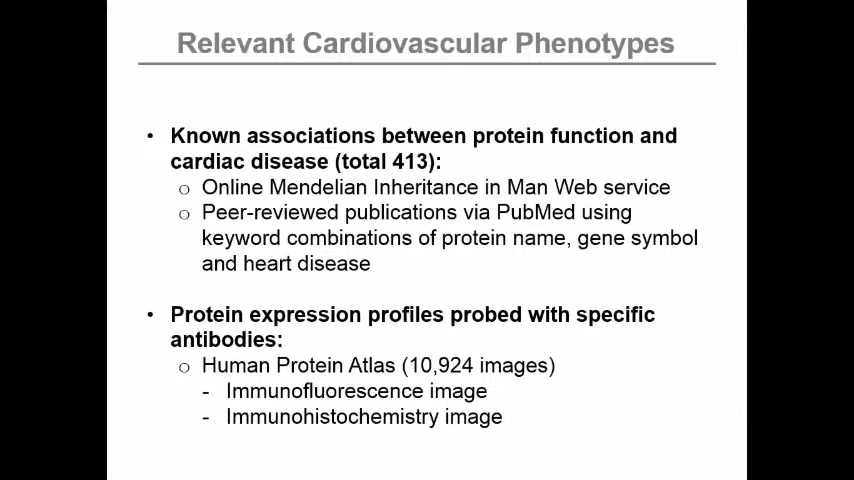 Relevant Cardiovascular Phenotypes
• Known associations between protein function and
cardiac disease (total 413):
o Online Mendelian Inheritance in Man Web service
o Peer-reviewed publications via PubMed using
keyword combinations of protein name, gene symbol
and heart disease
• Protein expression profiles probed with specific
antibodies:
o Human Protein Atlas (10,924 images)
- Immunofluorescence image
- Immunohistochemistry image